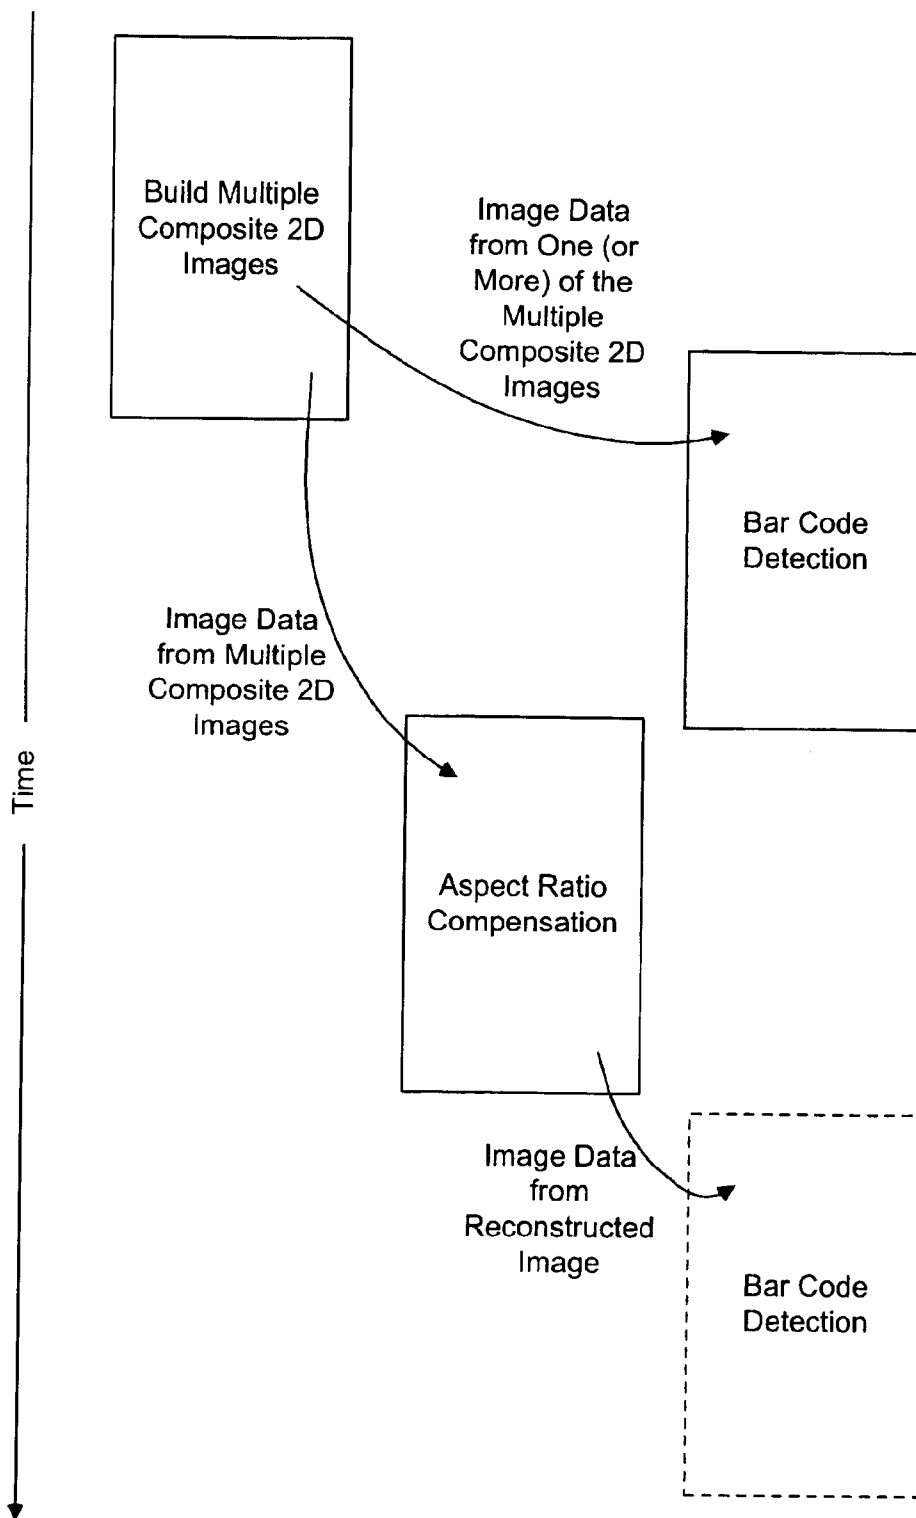 Build Multiple
Composite 2D
Images
Image Data
from One (or
More) of the
Multiple
Composite 2D
Images
Bar Code
Detection
Image Data
from Multiple
Composite 2D
Images
Time
Aspect Ratio
Compensation
Image Data
from
Reconstructed
Image
Bar Code
Detection